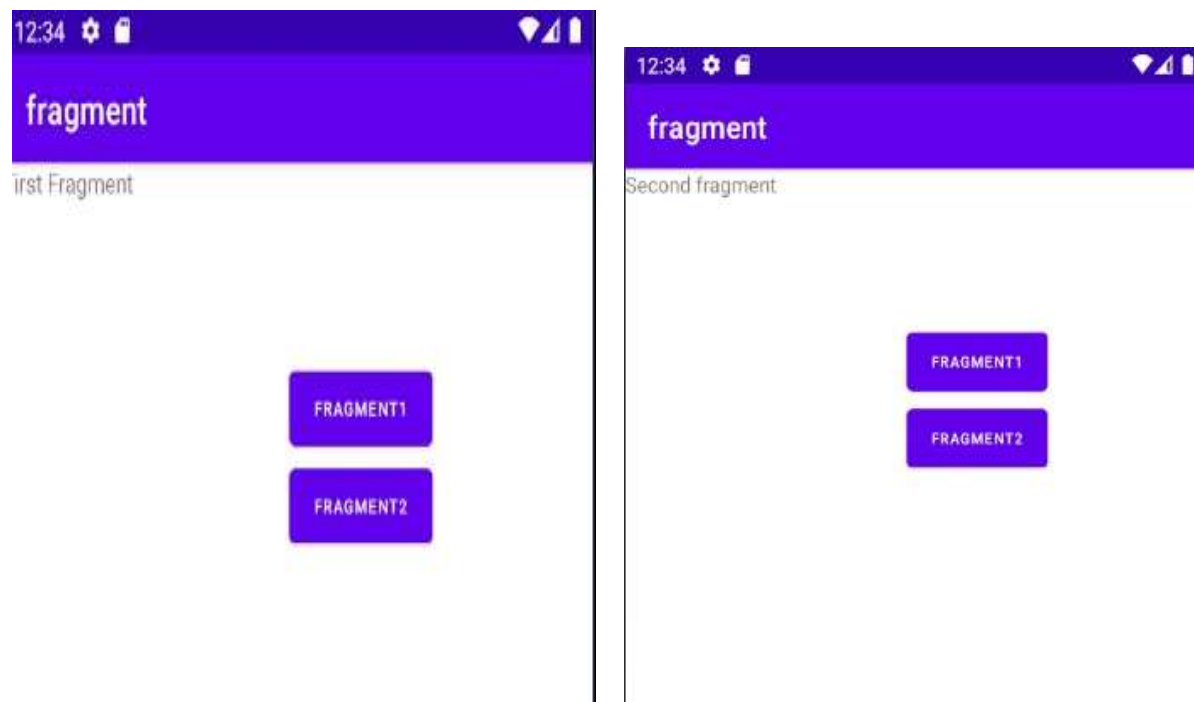 12:34
fragment
irst Fragment
FRAGMENT1
FRAGMENT2
12:34
fragment
Second fragment
FRAGMENT1
FRAGMENT2